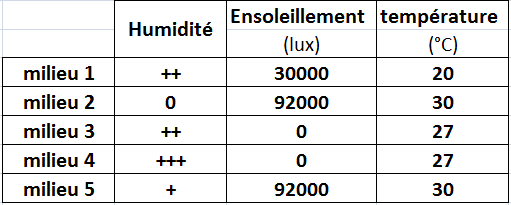 Humidité Ensoleillement (lux) température (°C)
milieu 1 ++ 30000 20
milieu 2 0 92000 30
milieu 3 ++ 0 27
milieu 4 +++ 0 27
milieu 5 + 92000 30